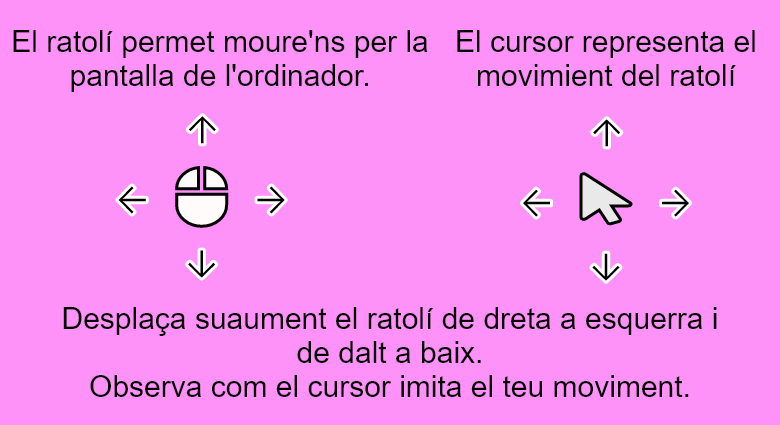 El ratolí permet moure'ns per la
pantalla de l'ordinador.
El cursor representa el
movimient del ratolí
Desplaça suaument el ratolí de dreta a esquerra i
de dalt a baix.
Observa com el cursor imita el teu moviment.